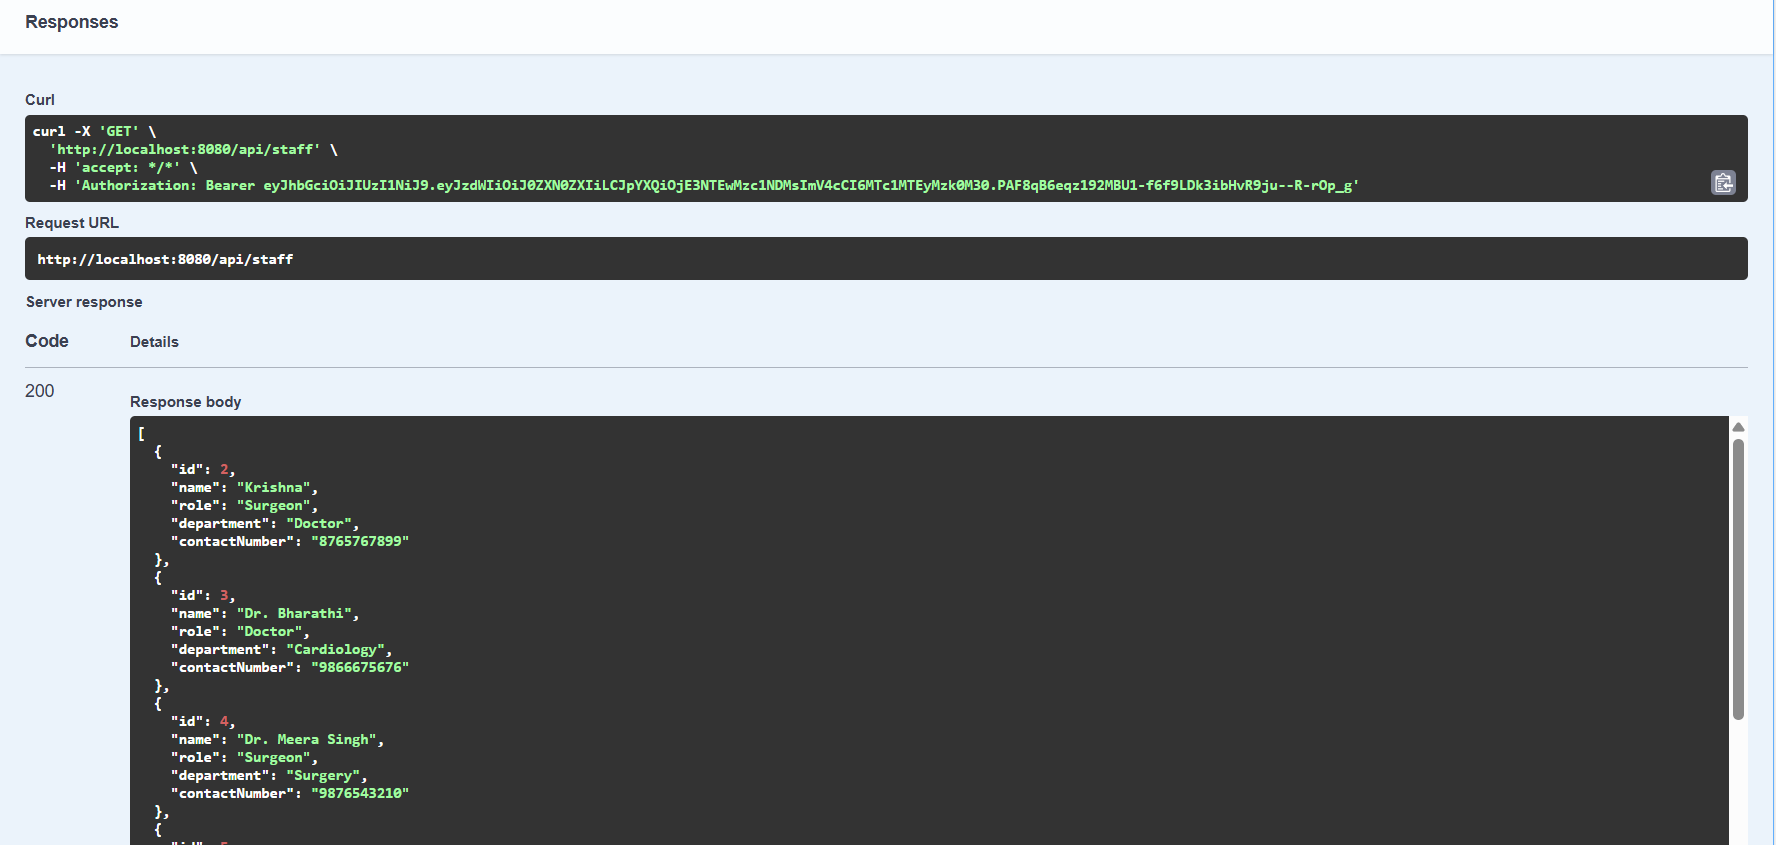 Responses
Curl
curl -X 'GET' \
'http://localhost:8080/api/staff' \
-H 'accept: */*' \
-H 'Authorization: Bearer eyJhbGciOiJIUzI1NiJ9.eyJzdWIiOiJ0ZXN0ZXIiLCJpYXQiOjE3NTEwMzc1NDMsImV4cCI6MTc1MTEyMzk0M30.PAF8qB6eqz192MBU1-f6f9LDk3ibHvR9ju--R-rOp_g'
Request URL
http://localhost:8080/api/staff
Server response
Code Details
200
Response body
[
{
"id": 2,
"name": "Krishna",
"role": "Surgeon",
"department": "Doctor",
"contactNumber": "8765767899"
},
{
"id": 3,
"name": "Dr. Bharathi",
"role": "Doctor",
"department": "Cardiology",
"contactNumber": "9866675676"
},
{
"id": 4,
"name": "Dr. Meera Singh",
"role": "Surgeon",
"department": "Surgery",
"contactNumber": "9876543210"
},
{